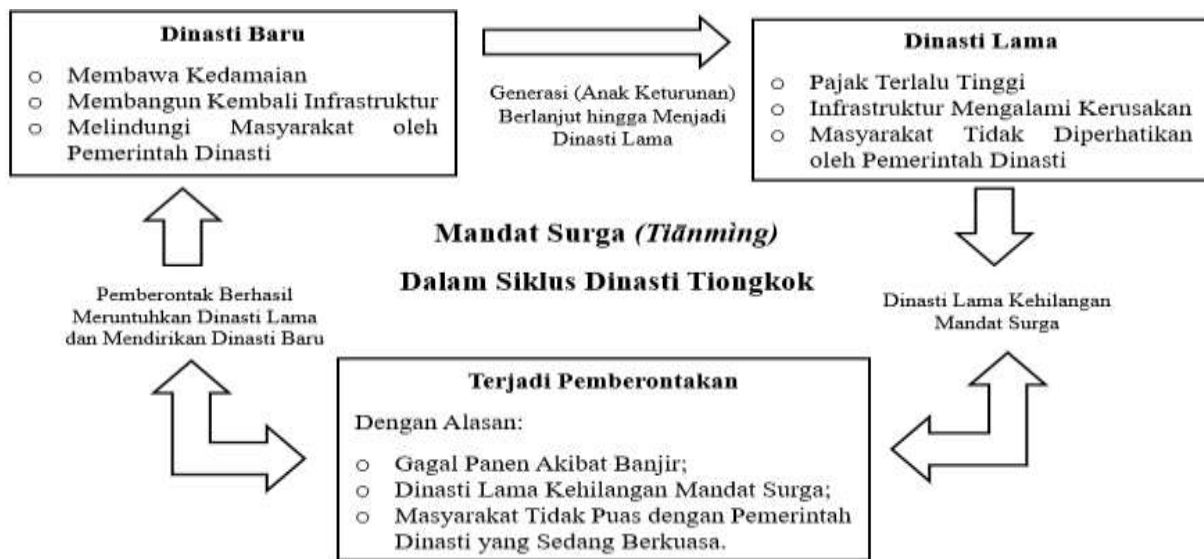 Dinasti Baru
o Membawa Kedamaian
o Membangun Kembali Infrastruktur
o Melindungi Masyarakat oleh
Pemerintah Dinasti
Generasi (Anak Keturunan)
Berlanjut hingga Menjadi
Dinasti Lama
Dinasti Lama
o Pajak Terlalu Tinggi
o Infrastruktur Mengalami Kerusakan
o Masyarakat Tidak Diperhatikan
oleh Pemerintah Dinasti
Mandat Surga (Tiānmìng)
Dalam Siklus Dinasti Tiongkok
Pemberontak Berhasil
Meruntuhkan Dinasti Lama
dan Mendirikan Dinasti Baru
Dinasti Lama Kehilangan
Mandat Surga
Terjadi Pemberontakan
Dengan Alasan:
o Gagal Panen Akibat Banjir;
o Dinasti Lama Kehilangan Mandat Surga;
o Masyarakat Tidak Puas dengan Pemerintah
Dinasti yang Sedang Berkuasa.